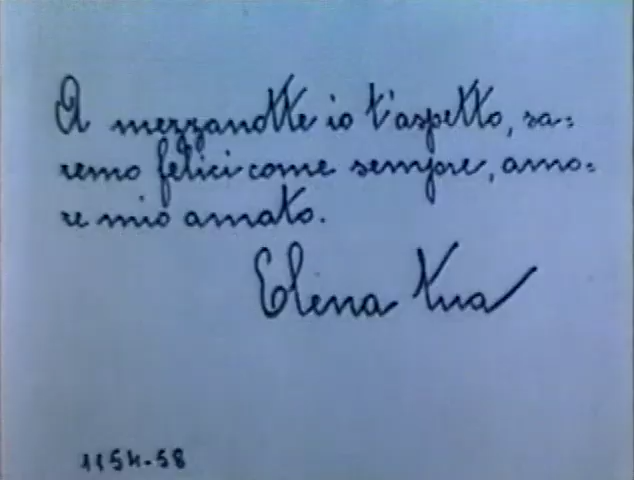 A mezzanotte io t'aspetto, sa:
remo felici come sempre, amo:
re mio amato.
Elena Tua
1154-58